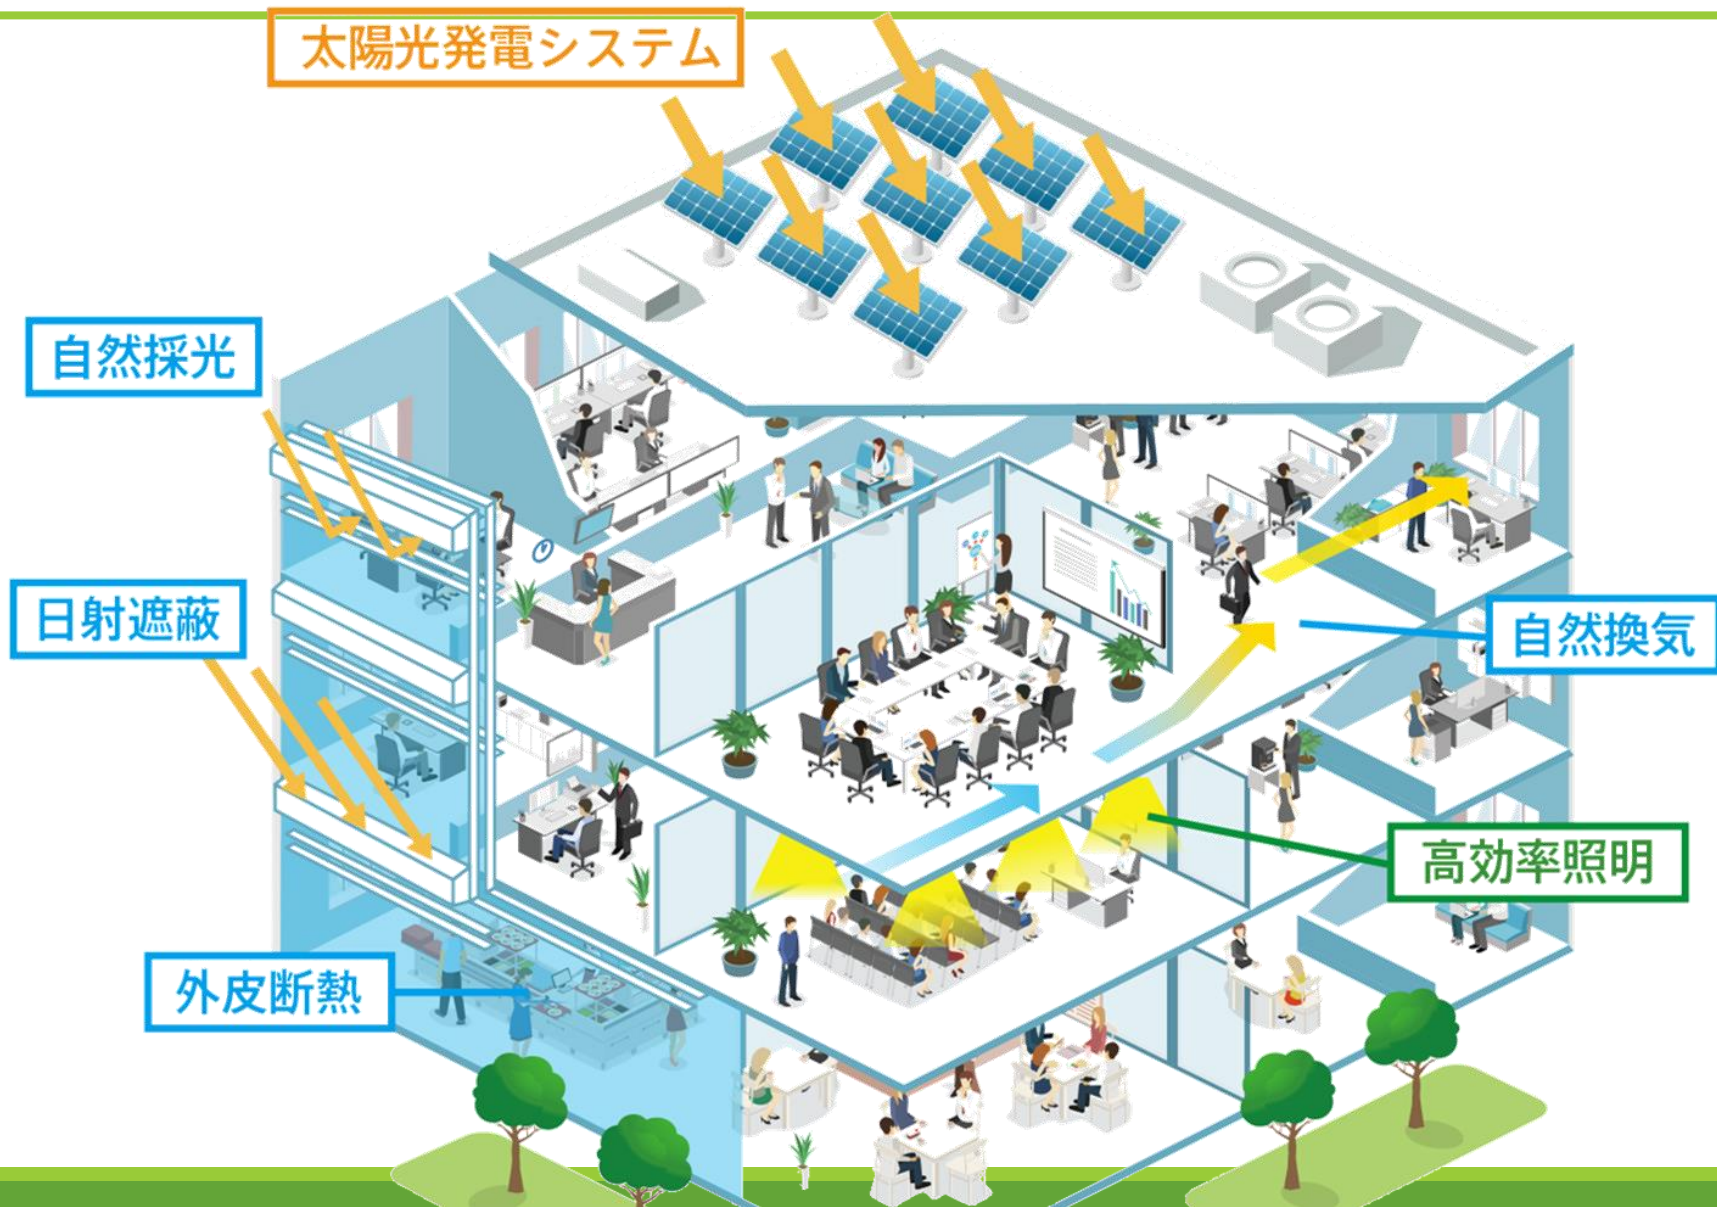 太陽光発電システム
自然採光
日射遮蔽
自然換気
高効率照明
外皮断熱